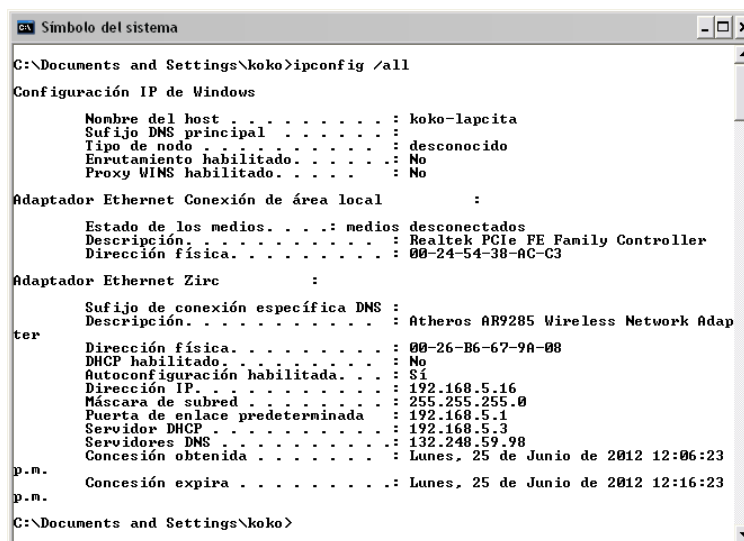 Símbolo del sistema
C:\Documents and Settings\koko>ipconfig /all
Configuración IP de Windows
Nombre del host . . . . . . . . . : koko-lapcita
Sufijo DNS principal . . . . . . :
Tipo de nodo . . . . . . . . . . : desconocido
Enrutamiento habilitado. . . . . .: No
Proxy WINS habilitado. . . . . : No
Adaptador Ethernet Conexión de área local :
Estado de los medios. . . .: medios desconectados
Descripción. . . . . . . . . . . : Realtek PCIe FE Family Controller
Dirección física. . . . . . . . . : 00-24-54-38-AC-C3
Adaptador Ethernet Zirc :
Sufijo de conexión específica DNS :
Descripción. . . . . . . . . . . : Atheros AR9285 Wireless Network Adap
ter
Dirección física. . . . . . . . . : 00-26-B6-67-9A-08
DHCP habilitado. . . . . . . . . : No
Autoconfiguración habilitada. . . : Sí
Dirección IP. . . . . . . . . . . : 192.168.5.16
Máscara de subred . . . . . . . . : 255.255.255.0
Puerta de enlace predeterminada : 192.168.5.1
Servidor DHCP . . . . . . . . . . : 192.168.5.3
Servidores DNS . . . . . . . . . .: 132.248.59.98
Concesión obtenida . . . . . . . : Lunes, 25 de Junio de 2012 12:06:23
p.m.
Concesión expira . . . . . . . . .: Lunes, 25 de Junio de 2012 12:16:23
p.m.
C:\Documents and Settings\koko>